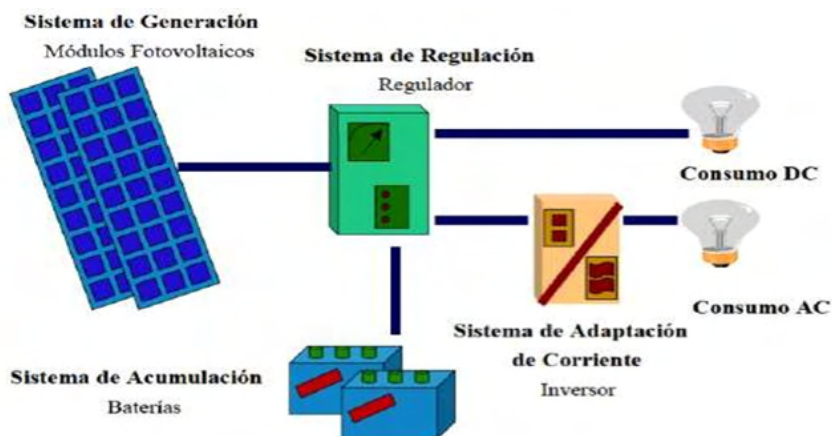 Sistema de Generación
Módulos Fotovoltaicos
Sistema de Regulación
Regulador
Consumo DC
Consumo AC
Sistema de Adaptación
de Corriente
Inversor
Sistema de Acumulación
Baterías